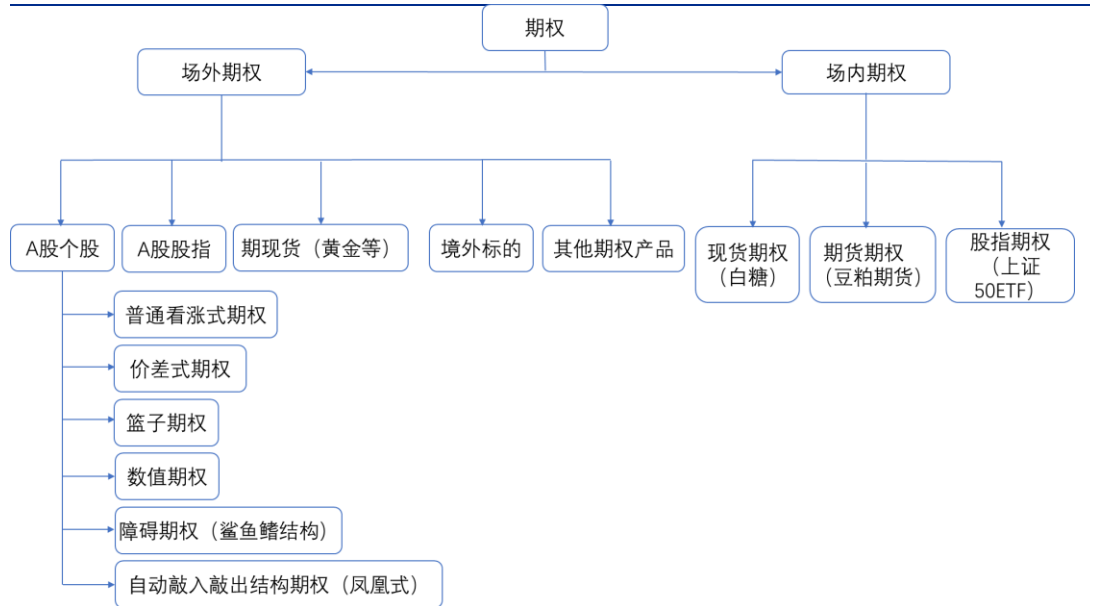 期权
场外期权
场内期权
A股个股
A股股指
期现货（黄金等）
境外标的
其他期权产品
现货期权
（白糖）
期货期权
（豆粕期货）
股指期权
（上证
50ETF）
普通看涨式期权
价差式期权
篮子期权
数值期权
障碍期权（鲨鱼鳍结构）
自动敲入敲出结构期权（凤凰式）